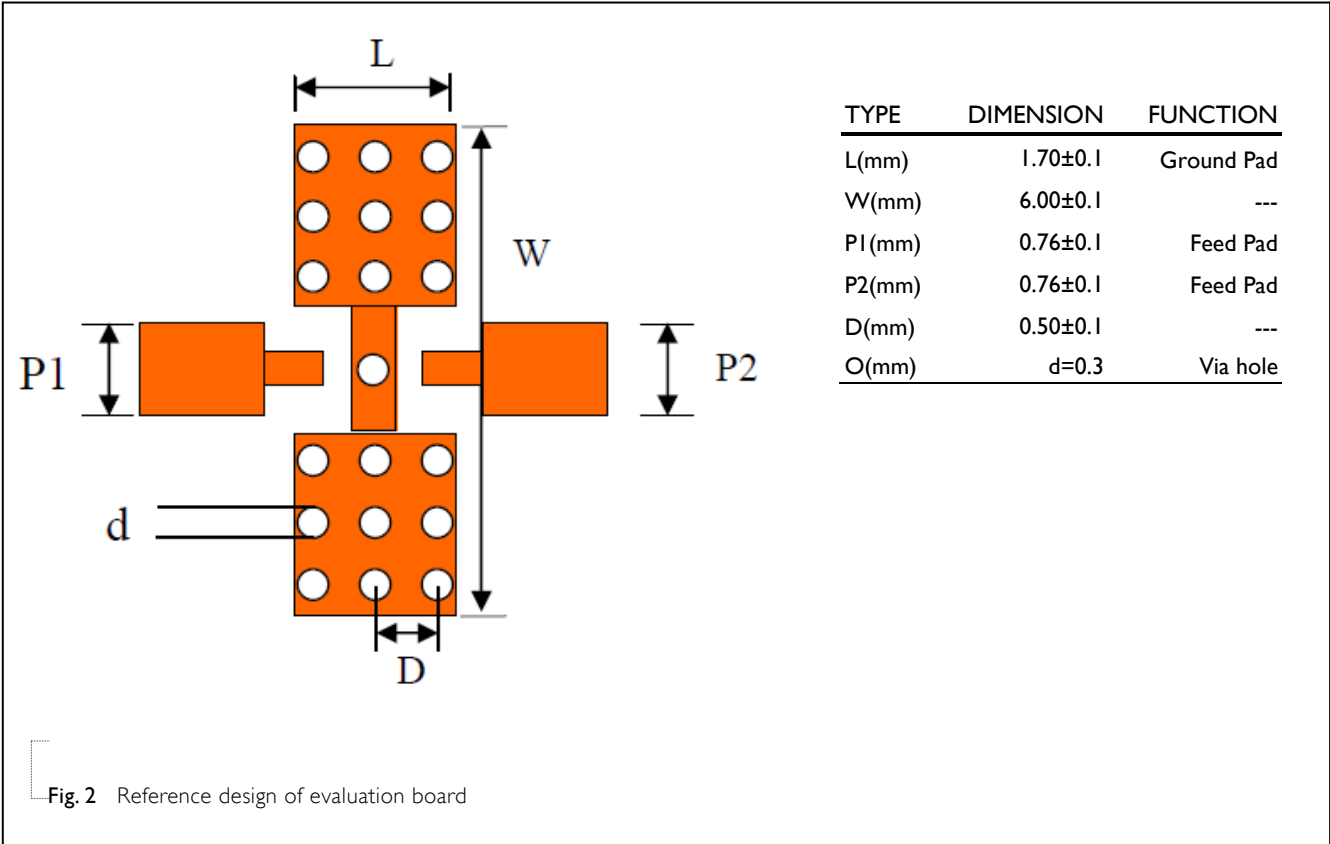 L
W
P1
P2
d
D
TYPE DIMENSION FUNCTION
L(mm) 1.70±0.1 Ground Pad
W(mm) 6.00±0.1 ---
P1(mm) 0.76±0.1 Feed Pad
P2(mm) 0.76±0.1 Feed Pad
D(mm) 0.50±0.1 ---
O(mm) d=0.3 Via hole
Fig. 2 Reference design of evaluation board